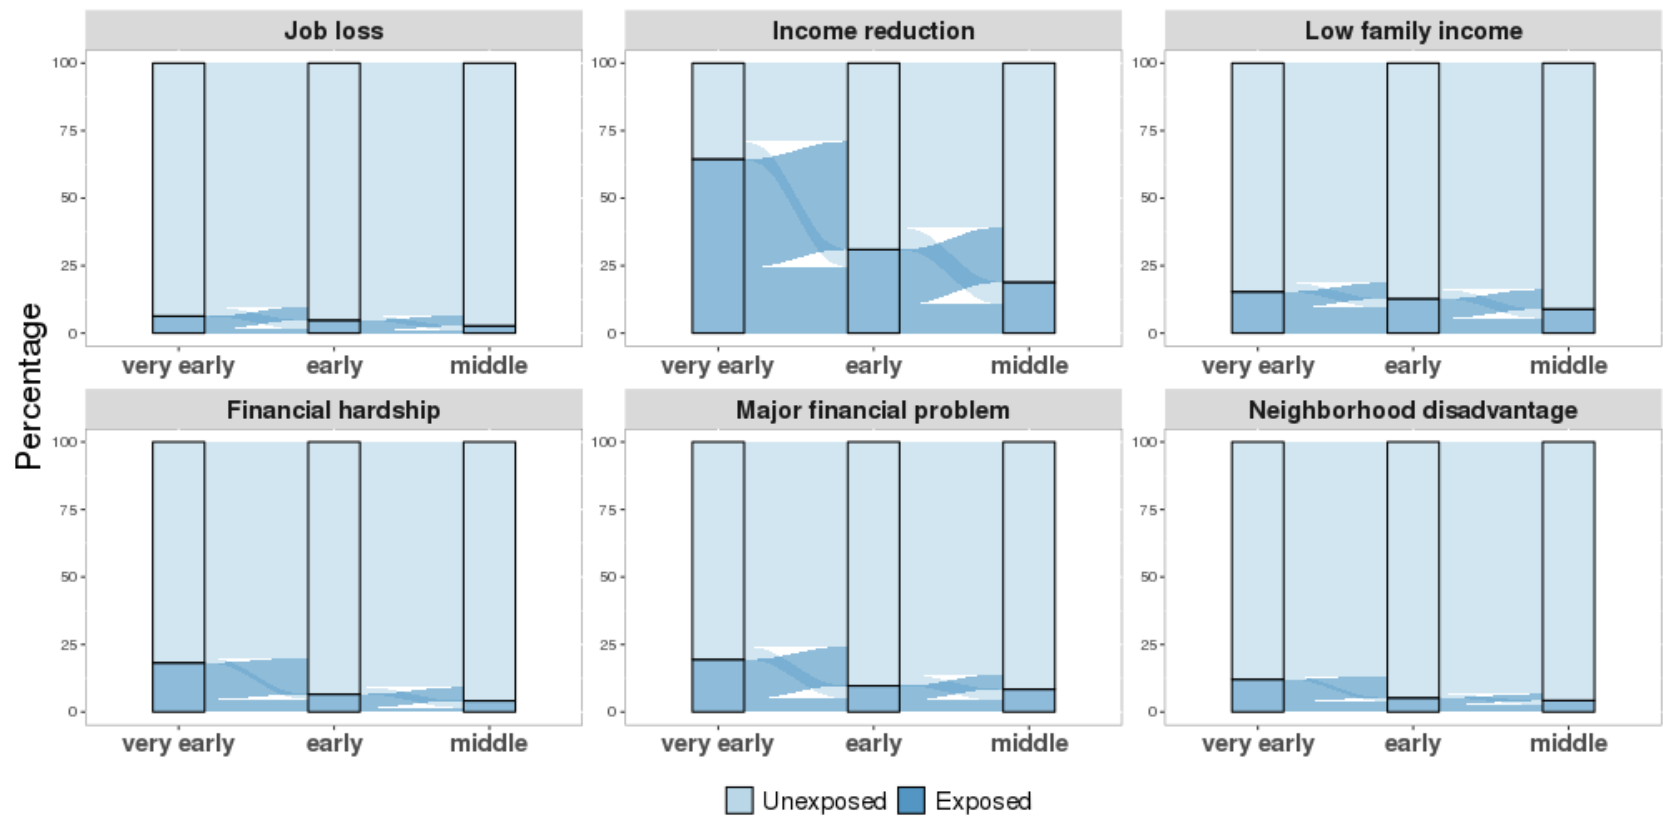 Job loss
Income reduction
Low family income
100
75
50
25
0
100
75
50
25
0
100
75
50
25
0
very early early middle
very early early middle
very early early middle
Percentage
Financial hardship
Major financial problem
Neighborhood disadvantage
100
75
50
25
0
100
75
50
25
0
100
75
50
25
0
very early early middle
very early early middle
very early early middle
Unexposed Exposed